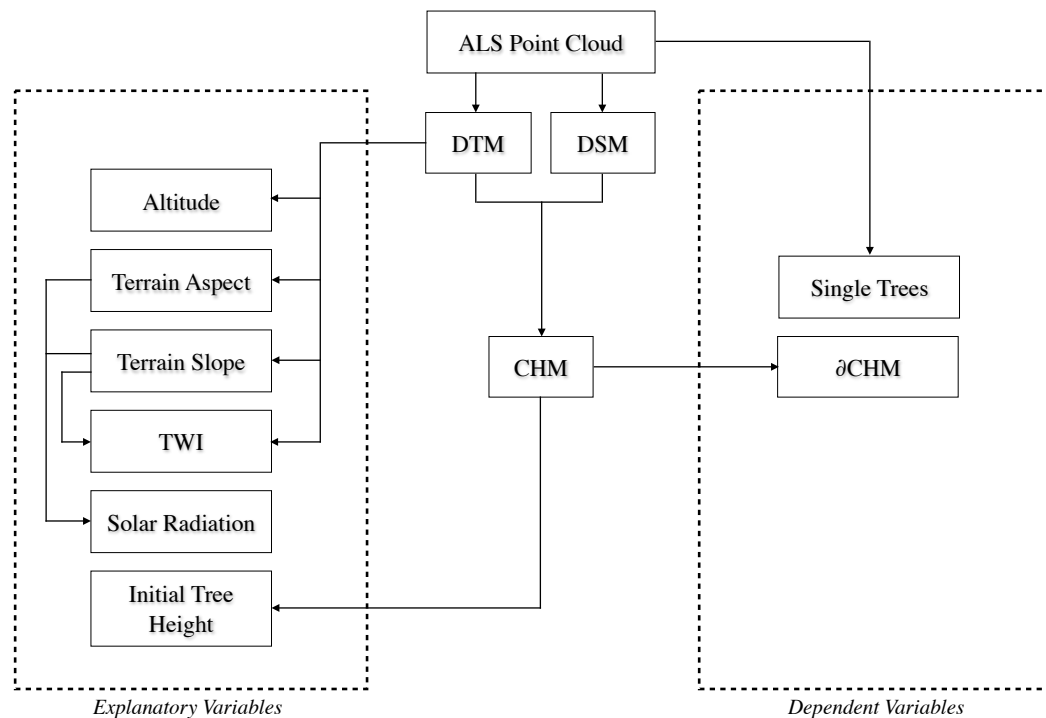 ALS Point Cloud
DTM
DSM
Altitude
Terrain Aspect
Single Trees
Terrain Slope
CHM
∂CHM
TWI
Solar Radiation
Initial Tree
Height
Explanatory Variables
Dependent Variables